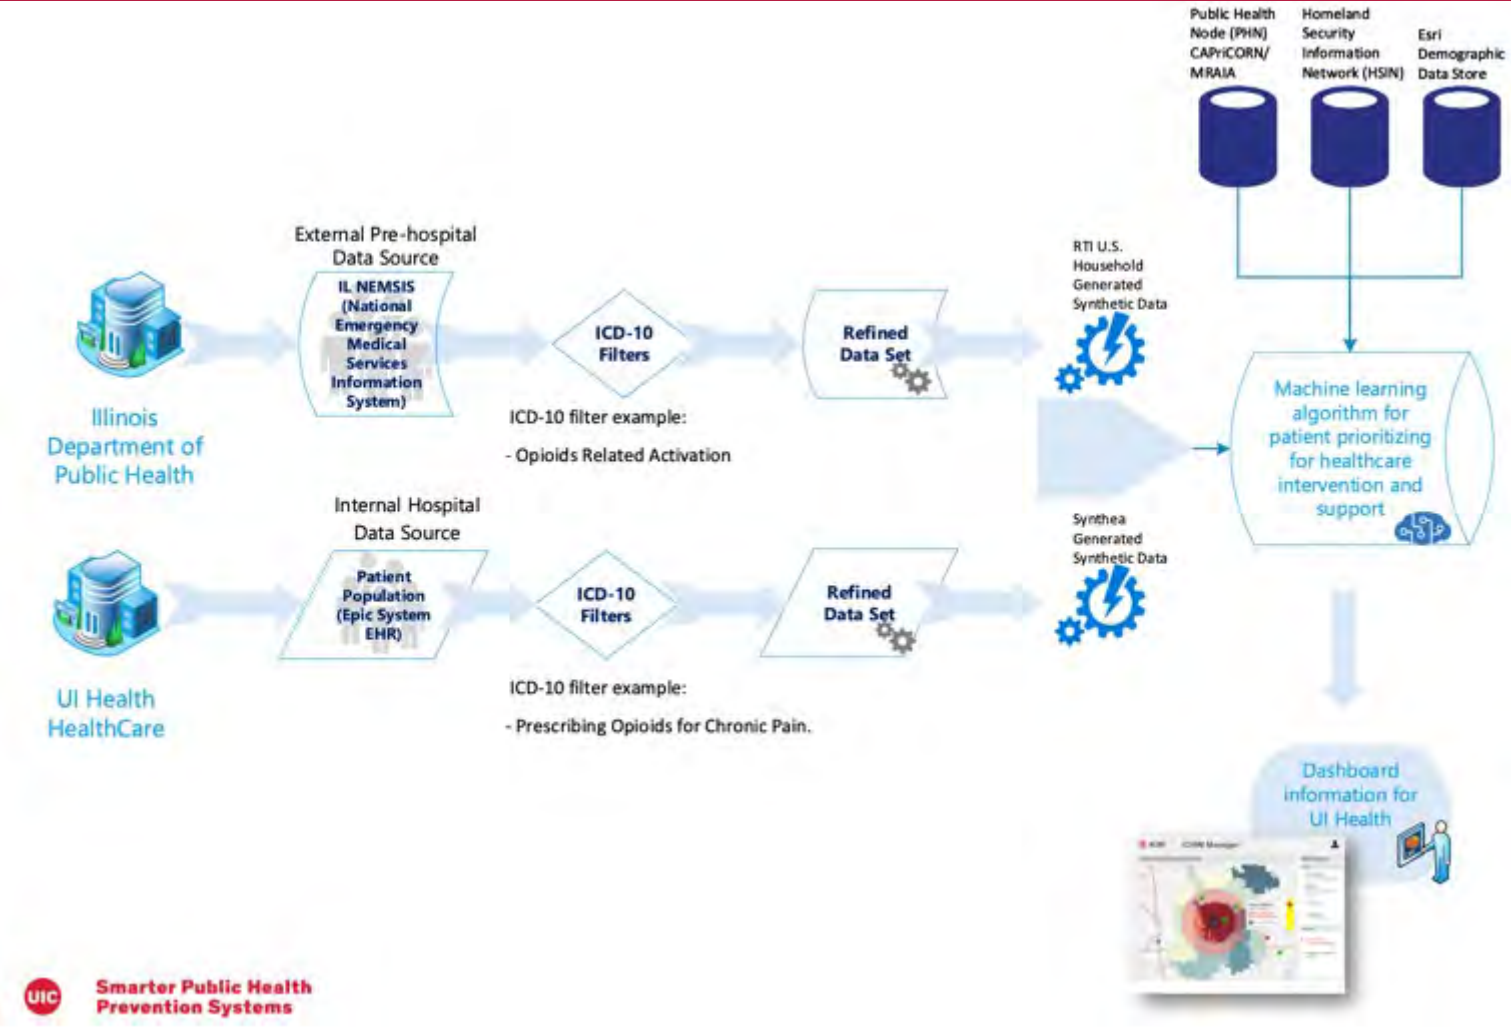 Public Health
Node (PHN)
CAPriCORN/
MRAIA
Homeland
Security
Information
Network (HSIN)
Esri
Demographic
Data Store
External Pre-hospital
Data Source
IL NEMSIS
(National
Emergency
Medical
Services
Information
System)
Illinois
Department of
Public Health
ICD-10
Filters
ICD-10 filter example:
- Opioids Related Activation
Refined
Data Set
RTI U.S.
Household
Generated
Synthetic Data
Machine learning
algorithm for
patient prioritizing
for healthcare
intervention and
support
Internal Hospital
Data Source
Patient
Population
(Epic System
EHR)
UI Health
HealthCare
ICD-10
Filters
ICD-10 filter example:
- Prescribing Opioids for Chronic Pain.
Refined
Data Set
Synthea
Generated
Synthetic Data
Dashboard
information for
UI Health
UIC
Smarter Public Health
Prevention Systems